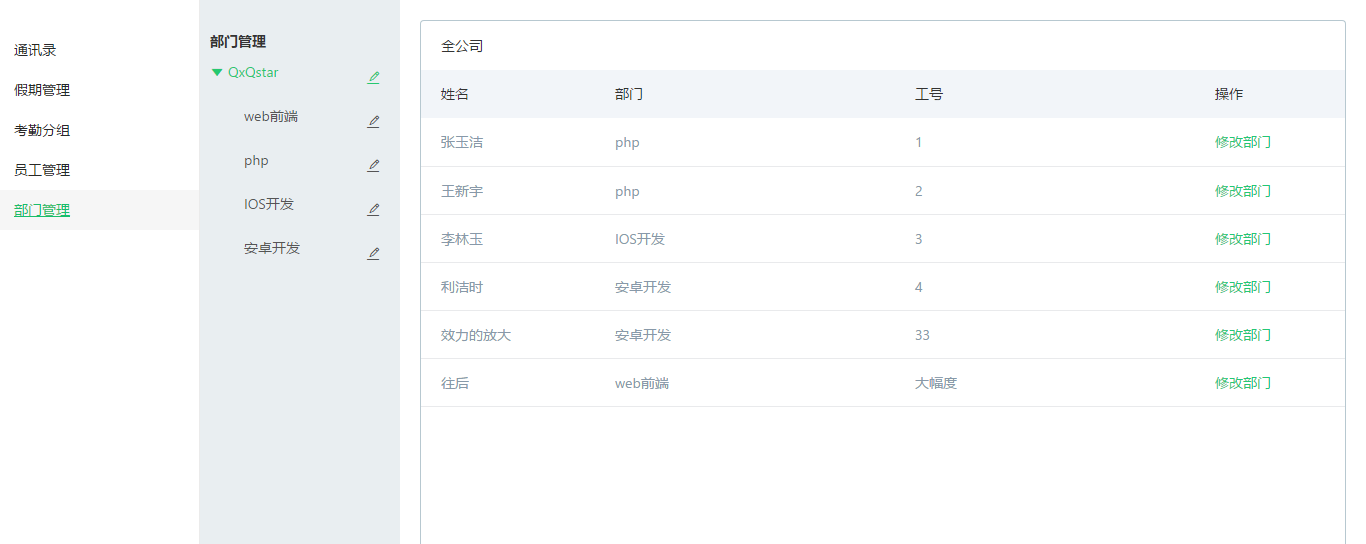 通讯录
假期管理
考勤分组
员工管理
部门管理
部门管理
QxQstar
web前端
php
IOS开发
安卓开发
全公司
姓名 部门 工号 操作
张玉洁 php 1 修改部门
王新宇 php 2 修改部门
李林玉 IOS开发 3 修改部门
利洁时 安卓开发 4 修改部门
效力的放大 安卓开发 33 修改部门
往后 web前端 大幅度 修改部门